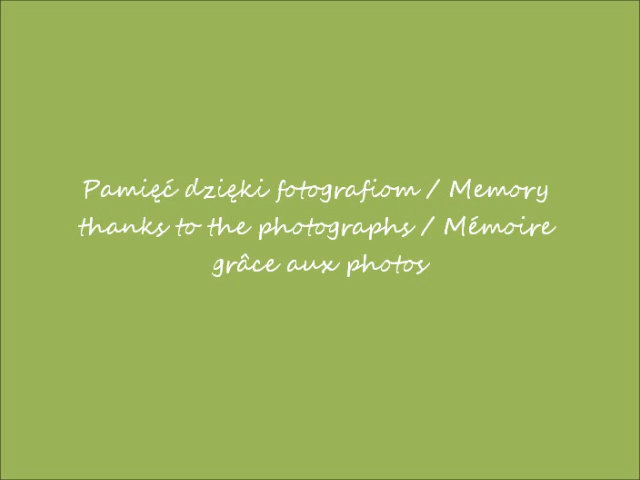 Pamięć dzięki fotografiom / Memory
thanks to the photographs / Mémoire
grâce aux photos